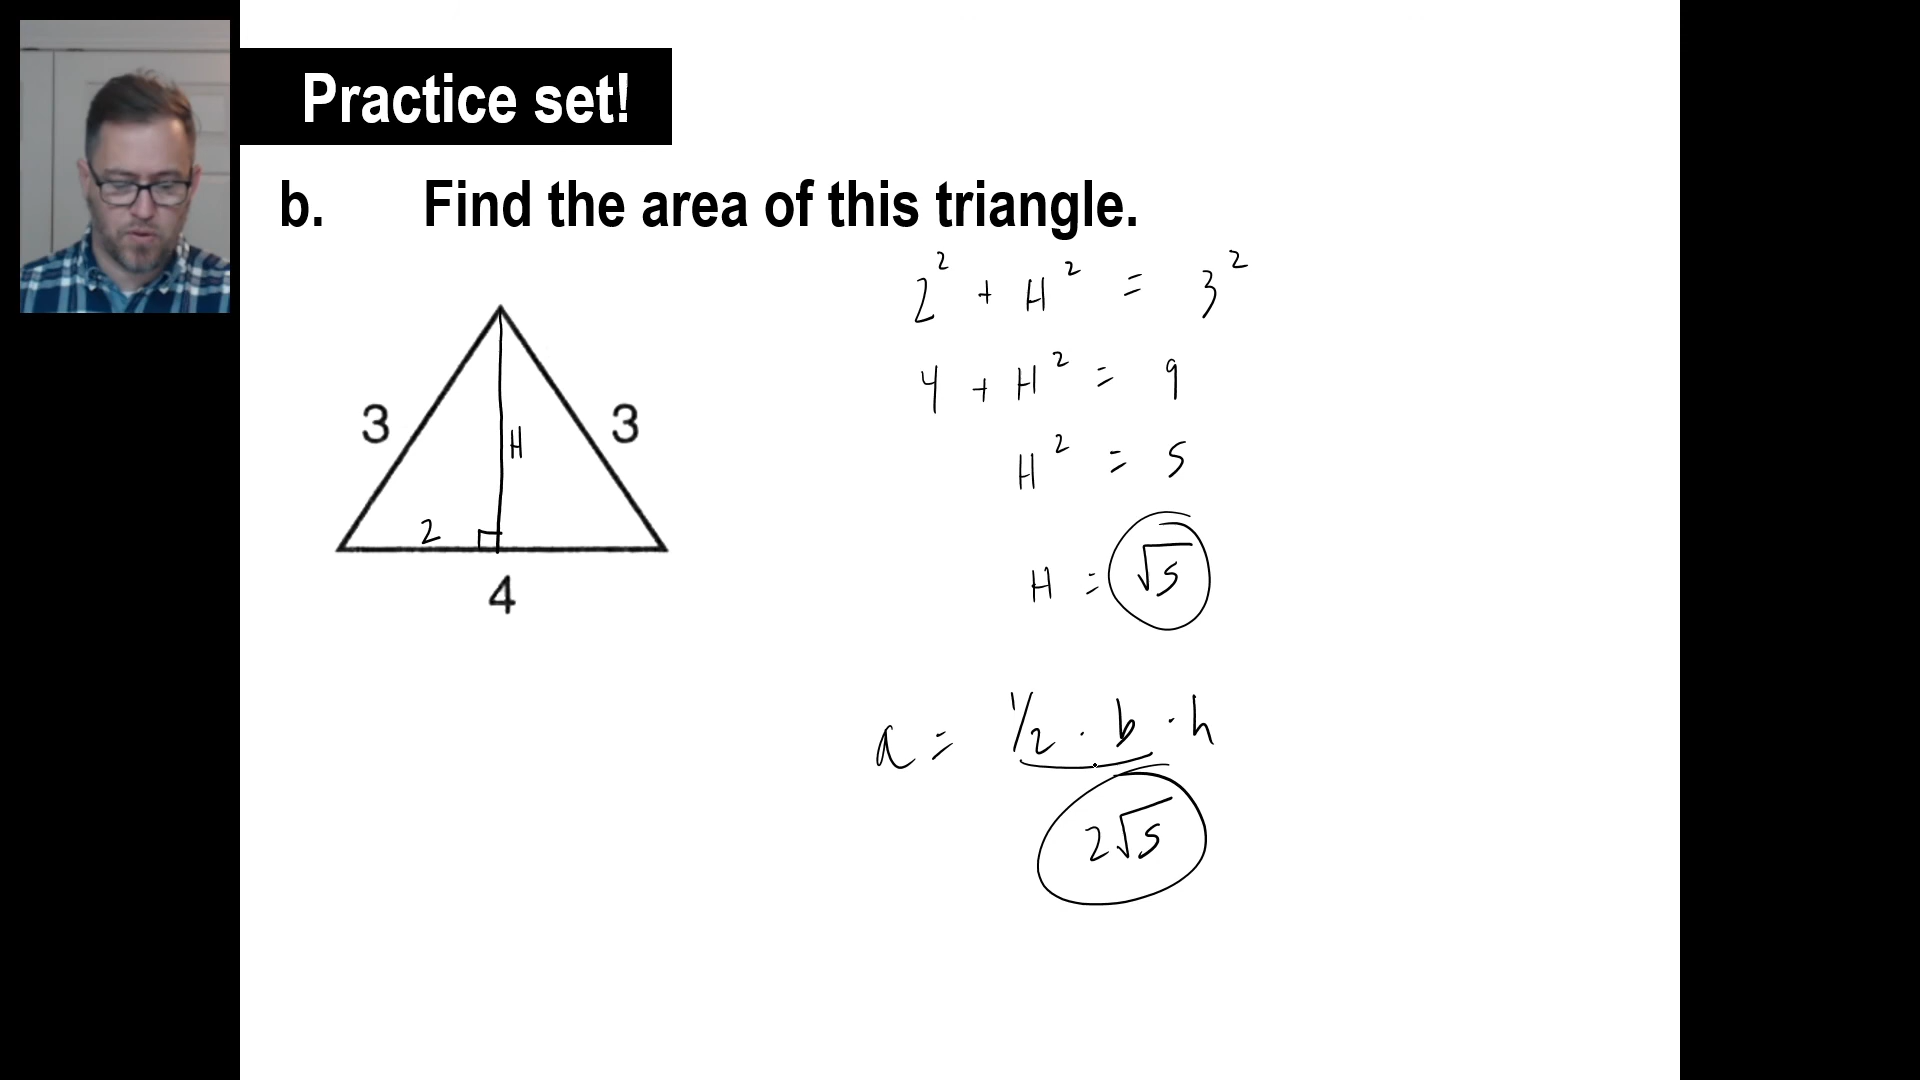 Practice set!
b. Find the area of this triangle.
2² + H² = 3²
4 + H² = 9
H² = 5
H = √5
a = 1/2 · b · h
2√5
3
3
H
2
4